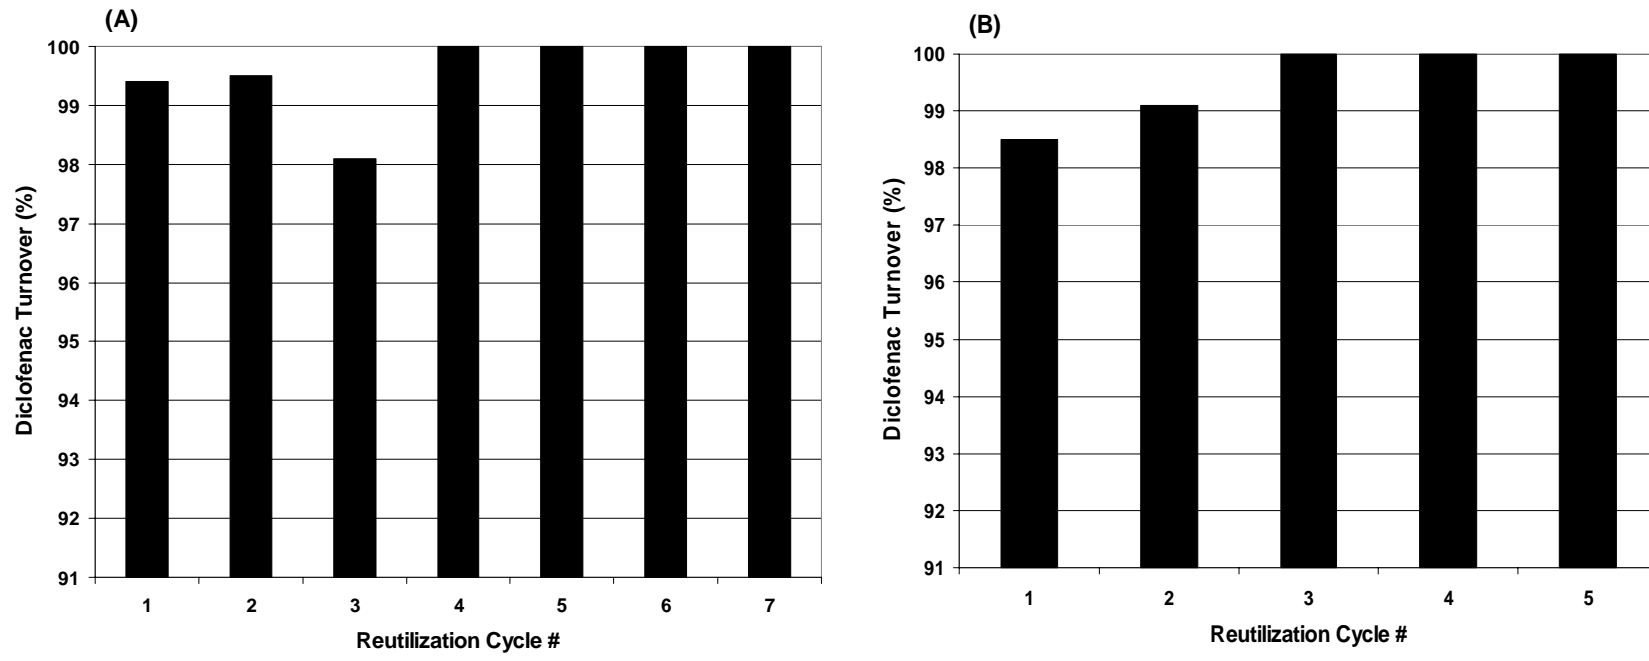 (A)
100
99
98
97
96
95
94
93
92
91
Diclofenac Turnover (%)
1 2 3 4 5 6 7
Reutilization Cycle #
(B)
100
99
98
97
96
95
94
93
92
91
Diclofenac Turnover (%)
1 2 3 4 5
Reutilization Cycle #